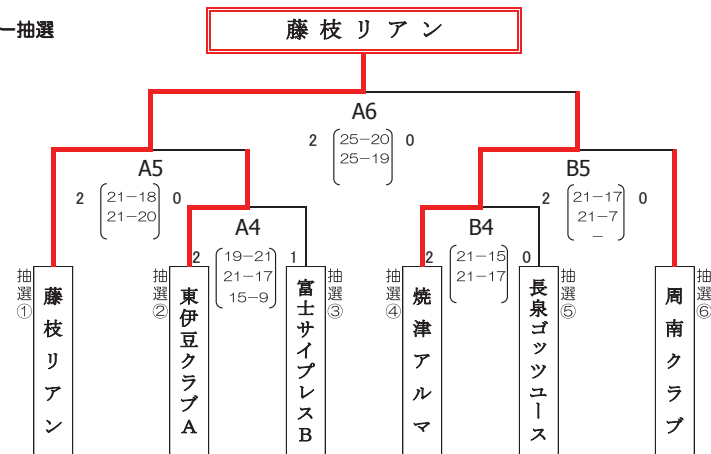 ー抽選
藤枝リアン
A6
2 25-20 0
25-19
A5
2 21-18 0
21-20
B5
2 21-17 0
21-7
-
A4
2 19-21 1
21-17
15-9
B4
2 21-15 0
21-17
抽選①
藤枝リアン
抽選②
東伊豆クラブA
富士サイプレスB
抽選③
抽選④
焼津アルマ
長泉ゴッツユース
抽選⑤
周南クラブ
抽選⑥